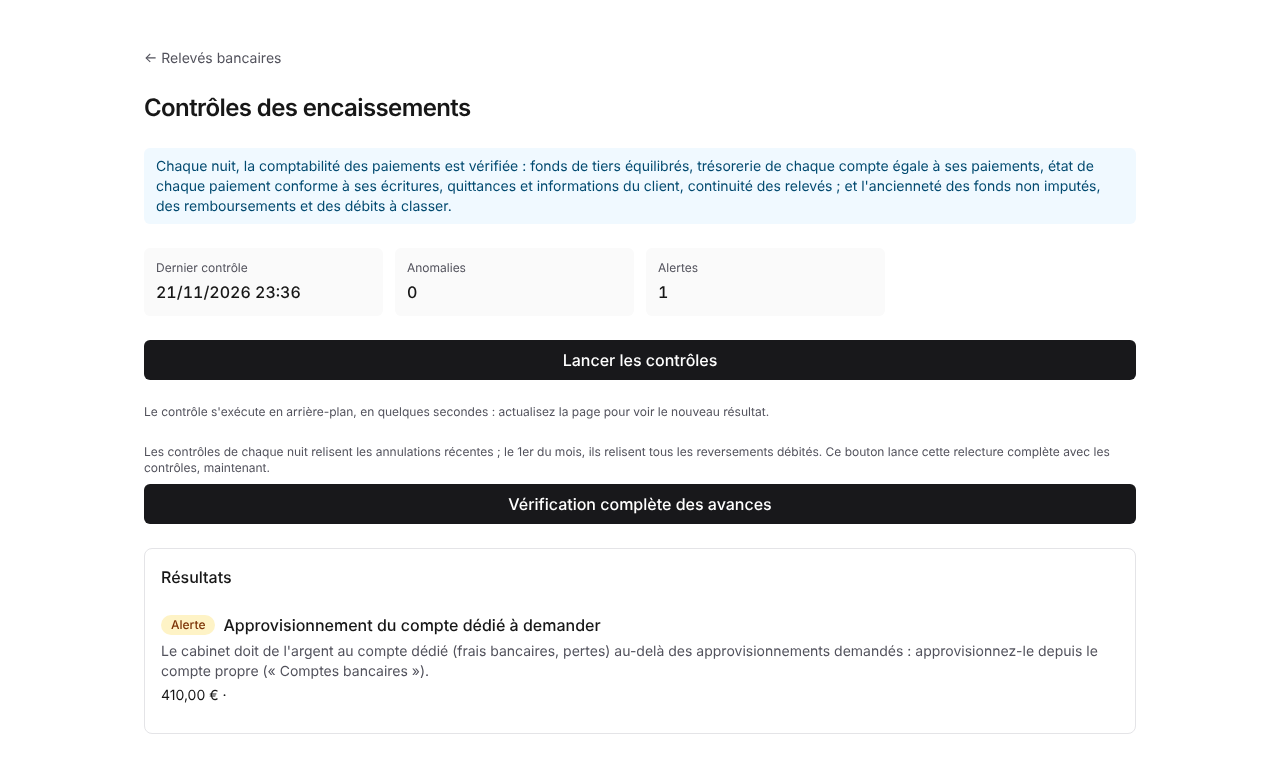 ← Relevés bancaires
Contrôles des encaissements
Chaque nuit, la comptabilité des paiements est vérifiée : fonds de tiers équilibrés, trésorerie de chaque compte égale à ses paiements, état de
chaque paiement conforme à ses écritures, quittances et informations du client, continuité des relevés ; et l'ancienneté des fonds non imputés,
des remboursements et des débits à classer.
Dernier contrôle
21/11/2026 23:36
Anomalies
0
Alertes
1
Lancer les contrôles
Le contrôle s'exécute en arrière-plan, en quelques secondes : actualisez la page pour voir le nouveau résultat.
Les contrôles de chaque nuit relisent les annulations récentes ; le 1er du mois, ils relisent tous les reversements débités. Ce bouton lance cette relecture complète avec les
contrôles, maintenant.
Vérification complète des avances
Résultats
Alerte Approvisionnement du compte dédié à demander
Le cabinet doit de l'argent au compte dédié (frais bancaires, pertes) au-delà des approvisionnements demandés : approvisionnez-le depuis le
compte propre (« Comptes bancaires »).
410,00 € ·